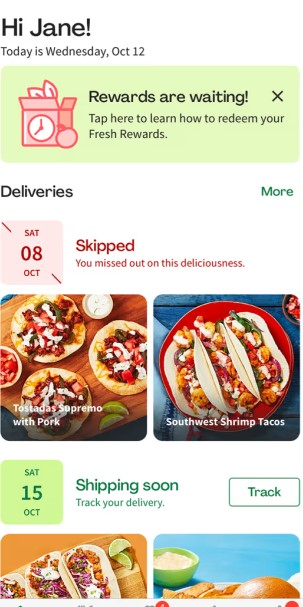 Hi Jane!
Today is Wednesday, Oct 12
Rewards are waiting!
Tap here to learn how to redeem your
Fresh Rewards.
Deliveries
More
SAT
08
OCT
Skipped
You missed out on this deliciousness.
Tostadas Supremo
with Pork
Southwest Shrimp Tacos
SAT
15
OCT
Shipping soon
Track your delivery.
Track